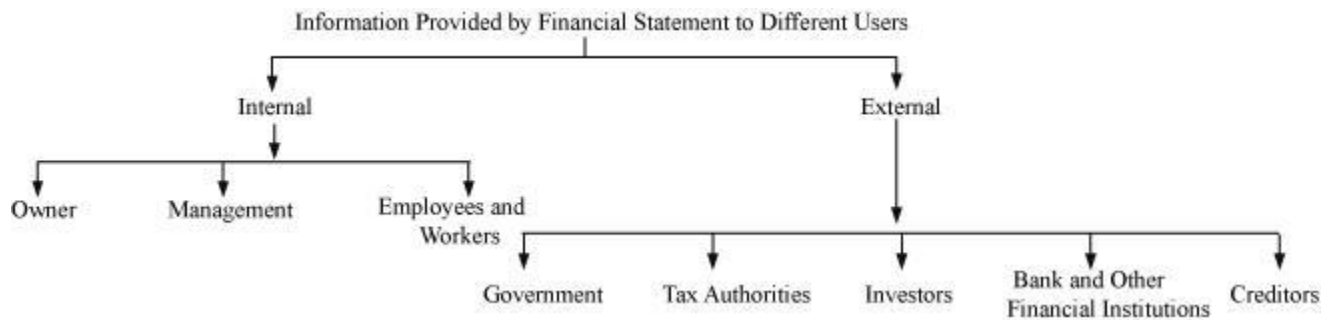 Information Provided by Financial Statement to Different Users
Internal
External
Owner
Management
Employees and
Workers
Government
Tax Authorities
Investors
Bank and Other
Financial Institutions
Creditors